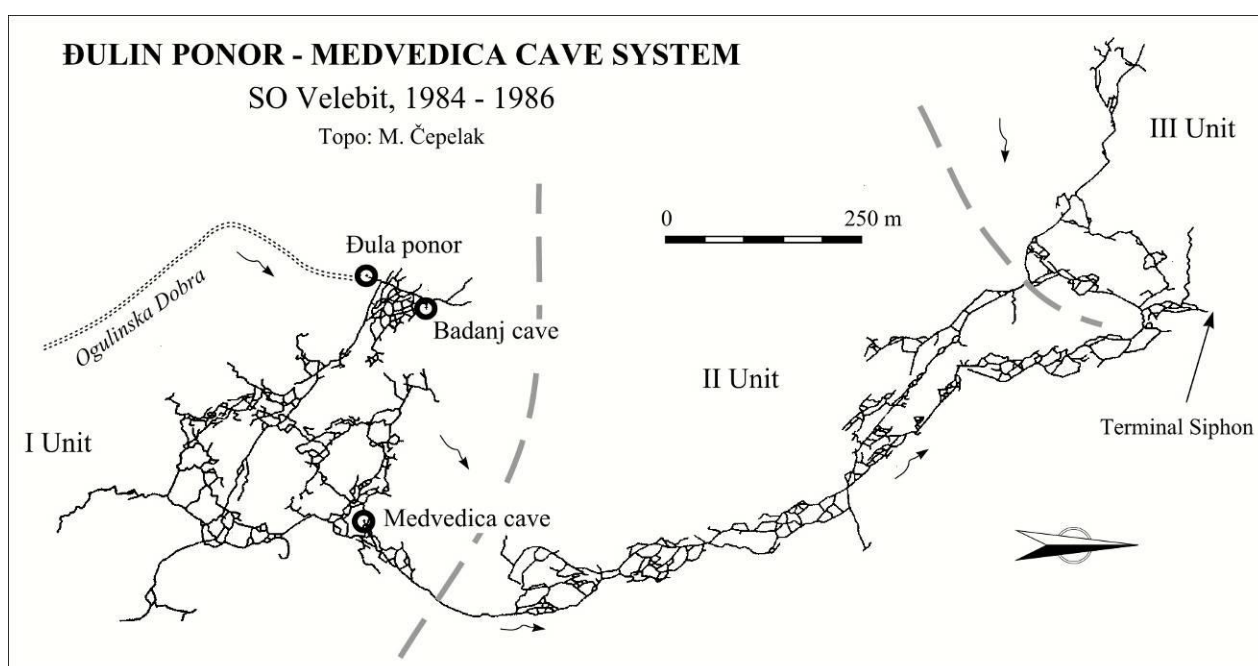 ĐULIN PONOR - MEDVEDICA CAVE SYSTEM
SO Velebit, 1984 - 1986
Topo: M. Čepelak
III Unit
0 250 m
Đula ponor
Ogulinska Dobra
Badanj cave
II Unit
I Unit
Terminal Siphon
Medvedica cave